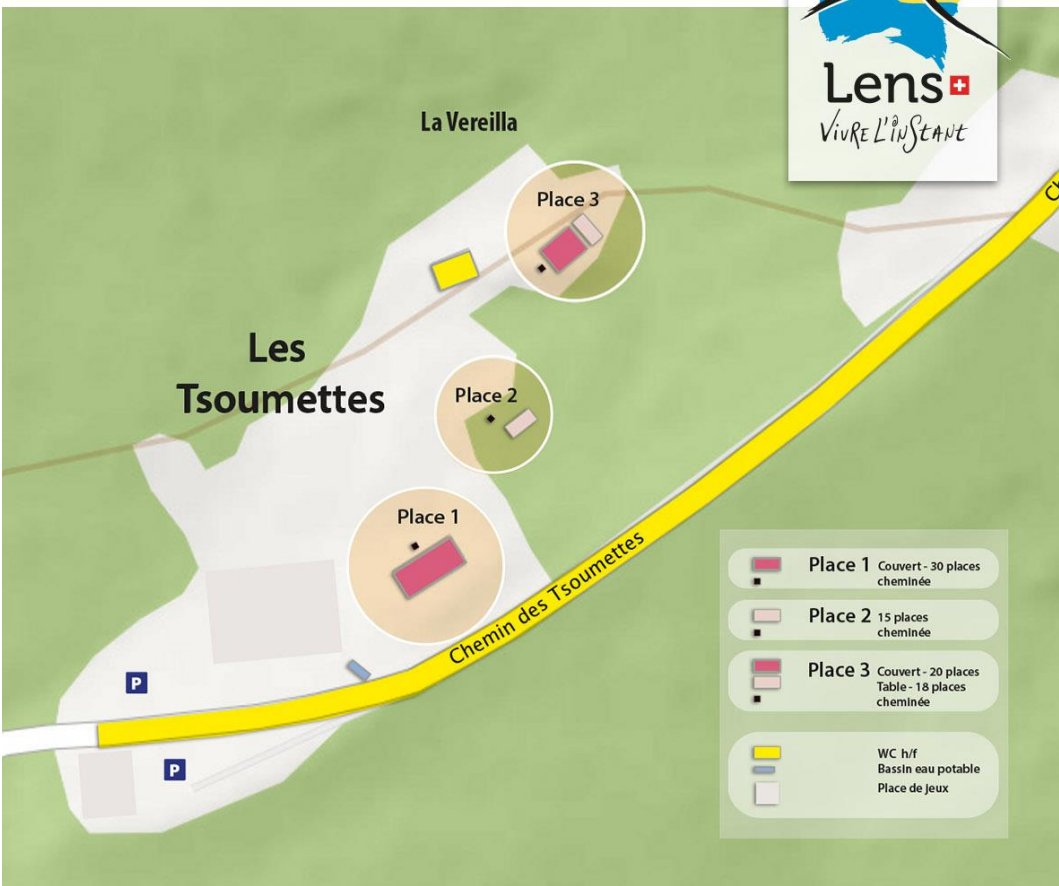 Lens
VIVRE L'INSTANT
La Vereilla
Place 3
Les
Tsoumettes
Place 2
Place 1
Chemin des Tsoumettes
P
P
Place 1 Couvert - 30 places
cheminée
Place 2 15 places
cheminée
Place 3 Couvert - 20 places
Table - 18 places
cheminée
WC h/f
Bassin eau potable
Place de jeux